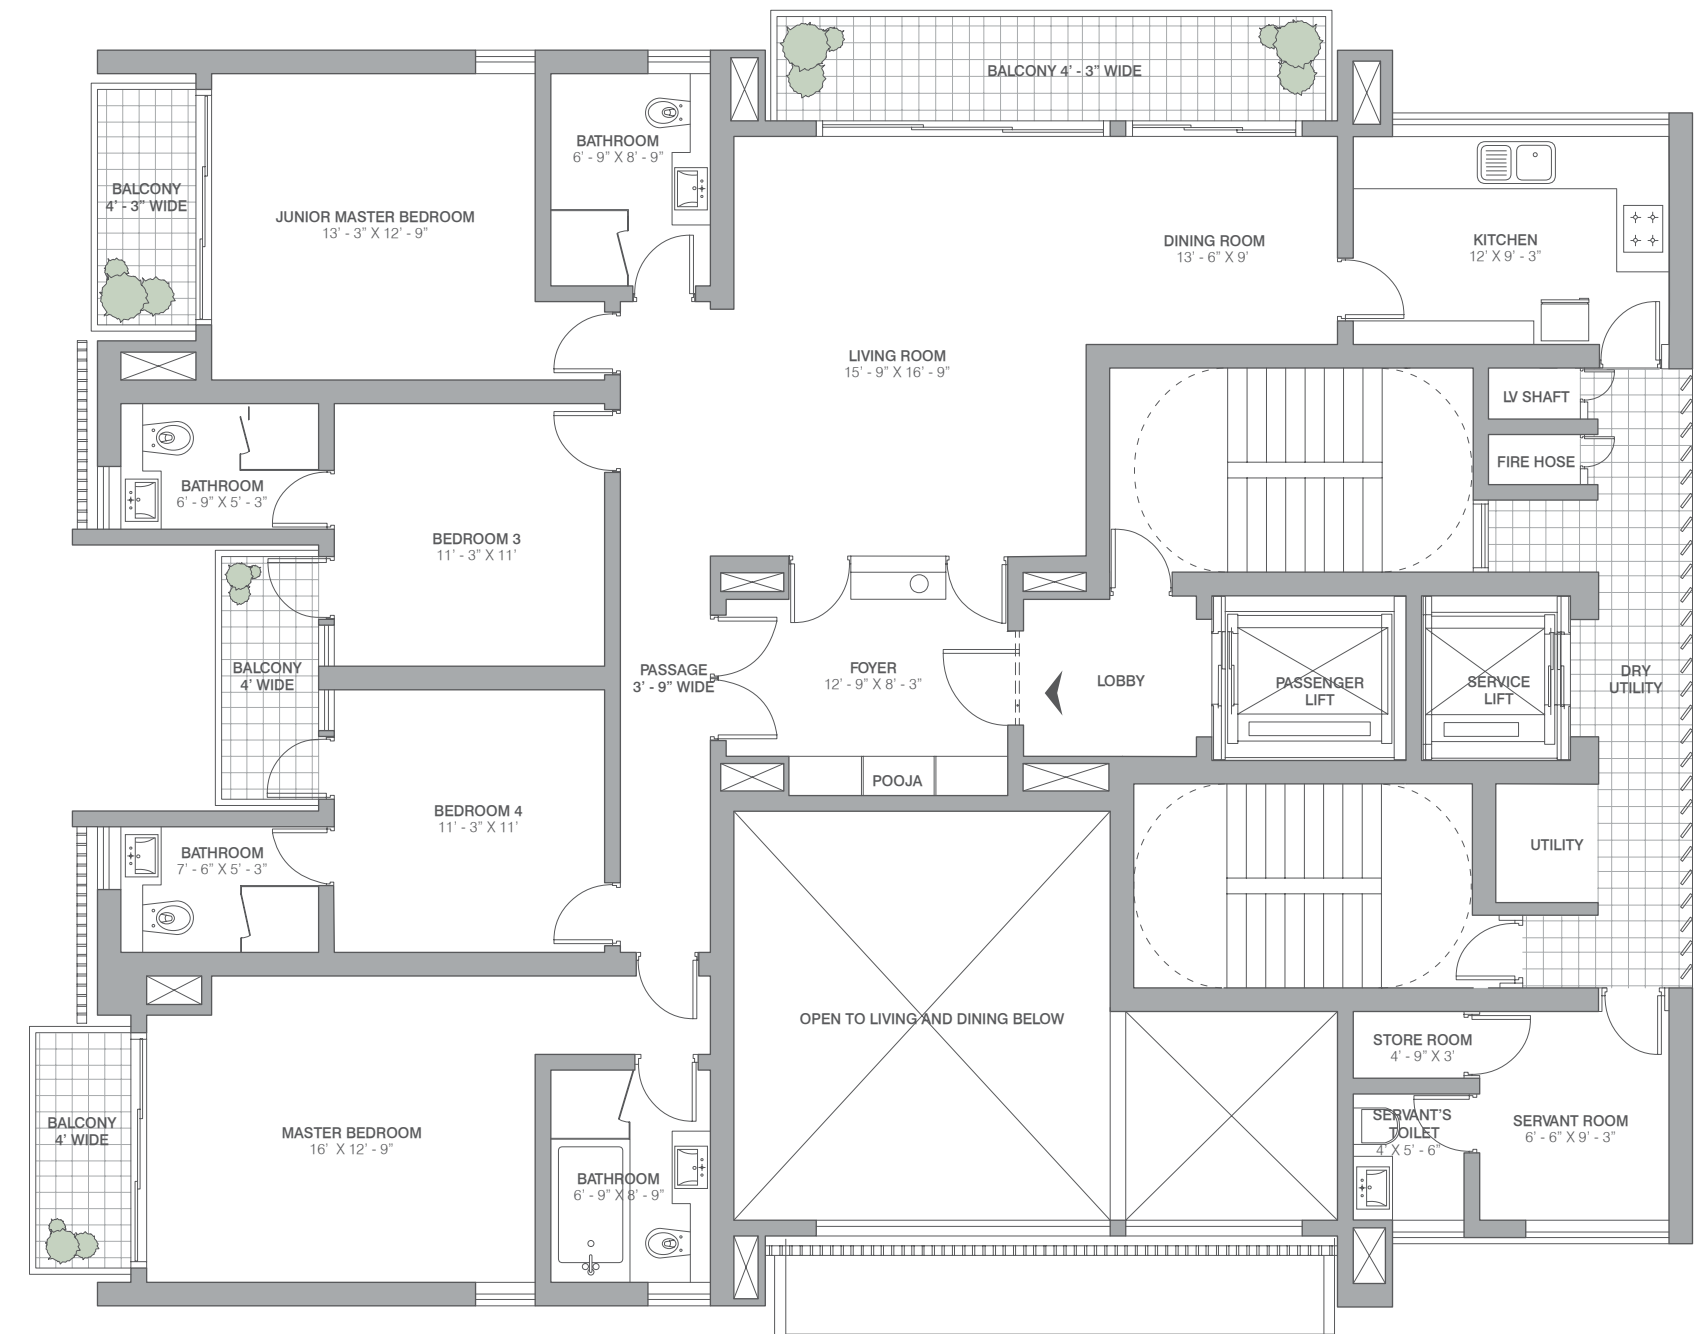 BALCONY 4' - 3" WIDE
BATHROOM
6' - 9" X 8' - 9"
BALCONY
4' - 3" WIDE
JUNIOR MASTER BEDROOM
13' - 3" X 12' - 9"
DINING ROOM
13' - 6" X 9'
KITCHEN
12' X 9' - 3"
LIVING ROOM
15' - 9" X 16' - 9"
LV SHAFT
FIRE HOSE
BATHROOM
6' - 9" X 5' - 3"
BEDROOM 3
11' - 3" X 11'
BALCONY
4' WIDE
PASSAGE
3' - 9" WIDE
FOYER
12' - 9" X 8' - 3"
LOBBY
PASSENGER
LIFT
SERVICE
LIFT
DRY
UTILITY
POOJA
BEDROOM 4
11' - 3" X 11'
BATHROOM
7' - 6" X 5' - 3"
UTILITY
OPEN TO LIVING AND DINING BELOW
STORE ROOM
4' - 9" X 3'
BALCONY
4' WIDE
MASTER BEDROOM
16' X 12' - 9"
SERVANT'S
TOILET
4' X 5' - 6"
SERVANT ROOM
6' - 6" X 9' - 3"
BATHROOM
6' - 9" X 8' - 9"